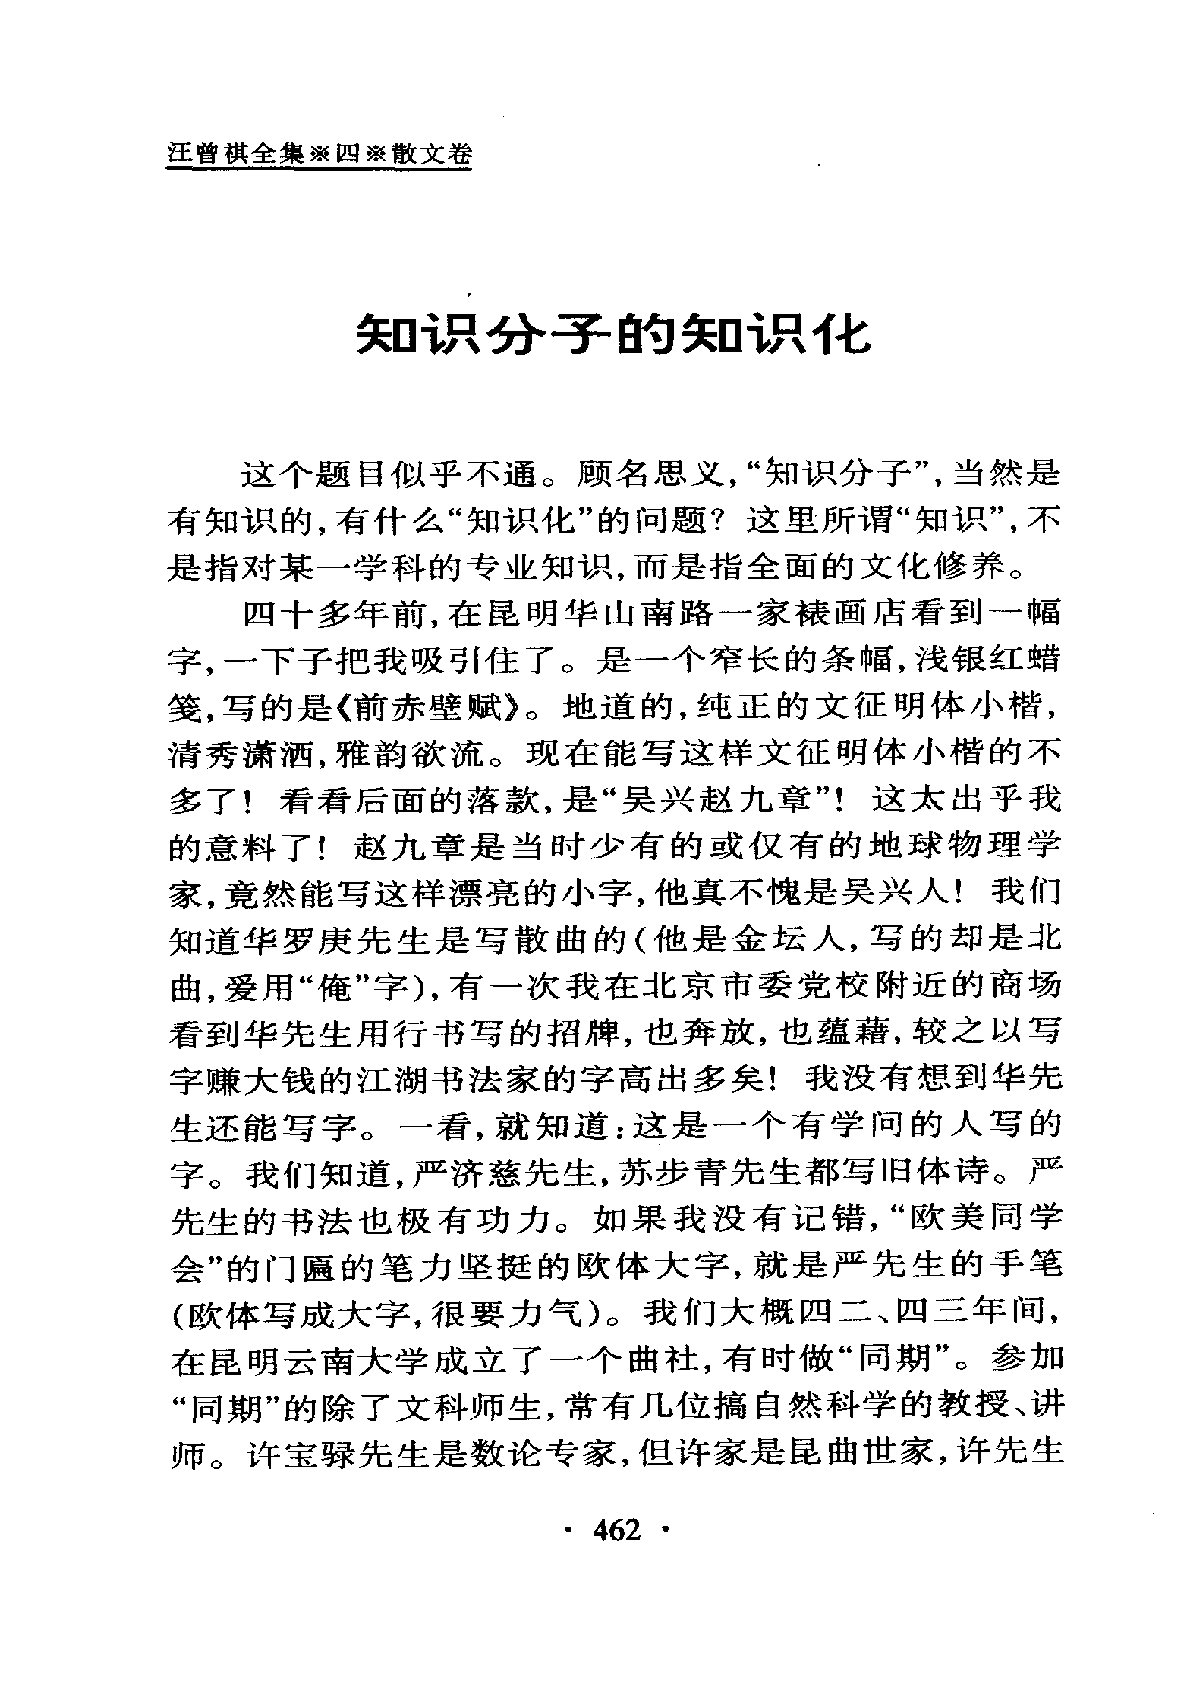 汪曾祺全集※四※散文卷
知识分子的知识化
这个题目似乎不通。顾名思义，“知识分子”，当然是
有知识的，有什么“知识化”的问题？这里所谓“知识”，不
是指对某一学科的专业知识，而是指全面的文化修养。
四十多年前，在昆明华山南路一家裱画店看到一幅
字，一下子把我吸引住了。是一个窄长的条幅，浅银红蜡
笺，写的是《前赤壁赋》。地道的，纯正的文征明体小楷，
清秀潇洒，雅韵欲流。现在能写这样文征明体小楷的不
多了！看看后面的落款，是“吴兴赵九章”！这太出乎我
的意料了！赵九章是当时少有的或仅有的地球物理学
家，竟然能写这样漂亮的小字，他真不愧是吴兴人！我们
知道华罗庚先生是写散曲的（他是金坛人，写的却是北
曲，爱用“俺”字），有一次我在北京市委党校附近的商场
看到华先生用行书写的招牌，也奔放，也蕴藉，较之以写
字赚大钱的江湖书法家的字高出多矣！我没有想到华先
生还能写字。一看，就知道：这是一个有学问的人写的
字。我们知道，严济慈先生，苏步青先生都写旧体诗。严
先生的书法也极有功力。如果我没有记错，“欧美同学
会”的门匾的笔力坚挺的欧体大字，就是严先生的手笔
（欧体写成大字，很要力气）。我们大概四二、四三年间，
在昆明云南大学成立了一个曲社，有时做“同期”。参加
“同期”的除了文科师生，常有几位搞自然科学的教授、讲
师。许宝騄先生是数论专家，但许家是昆曲世家，许先生
· 462 ·